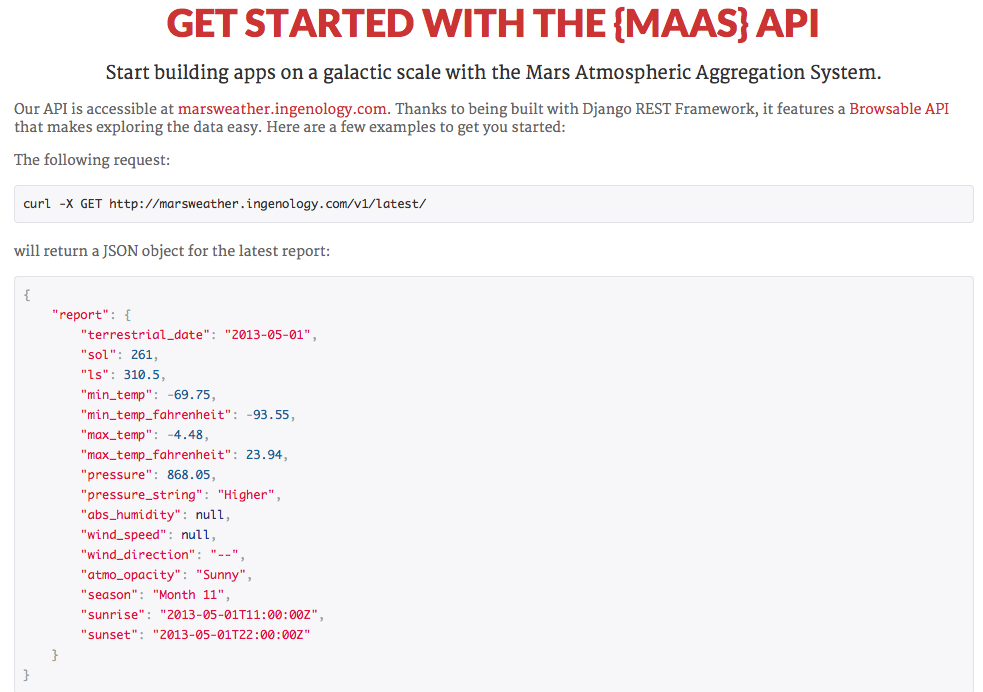 GET STARTED WITH THE {MAAS} API
Start building apps on a galactic scale with the Mars Atmospheric Aggregation System.
Our API is accessible at marsweather.ingenology.com. Thanks to being built with Django REST Framework, it features a Browsable API
that makes exploring the data easy. Here are a few examples to get you started:
The following request:
curl -X GET http://marsweather.ingenology.com/v1/latest/
will return a JSON object for the latest report:
{
    "report": {
        "terrestrial_date": "2013-05-01",
        "sol": 261,
        "ls": 310.5,
        "min_temp": -69.75,
        "min_temp_fahrenheit": -93.55,
        "max_temp": -4.48,
        "max_temp_fahrenheit": 23.94,
        "pressure": 868.05,
        "pressure_string": "Higher",
        "abs_humidity": null,
        "wind_speed": null,
        "wind_direction": "--",
        "atmo_opacity": "Sunny",
        "season": "Month 11",
        "sunrise": "2013-05-01T11:00:00Z",
        "sunset": "2013-05-01T22:00:00Z"
    }
}